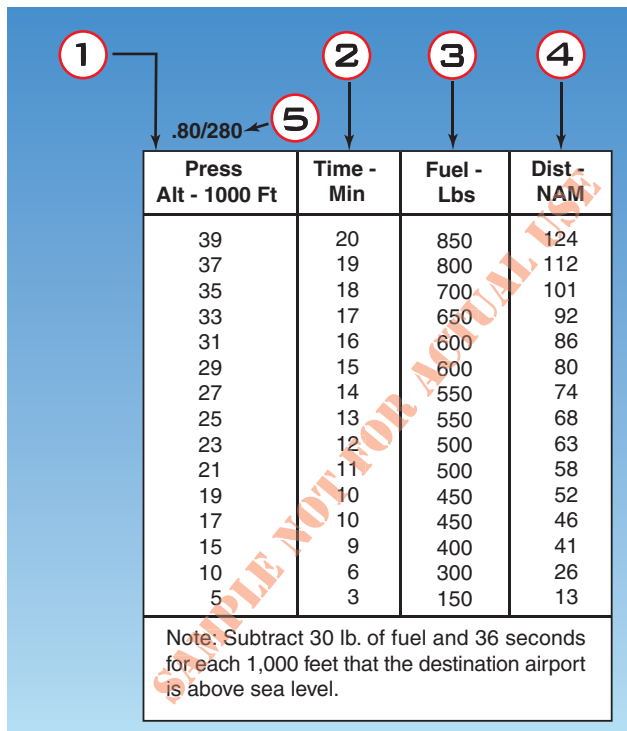 1 2 3 4
.80/280 5
Press Alt - 1000 Ft Time - Min Fuel - Lbs Dist - NAM
39 20 850 124
37 19 800 112
35 18 700 101
33 17 650 92
31 16 600 86
29 15 600 80
27 14 550 74
25 13 550 68
23 12 500 63
21 11 500 58
19 10 450 52
17 10 450 46
15 9 400 41
10 6 300 26
5 3 150 13
Note: Subtract 30 lb. of fuel and 36 seconds
for each 1,000 feet that the destination airport
is above sea level.
SAMPLE NOT FOR ACTUAL USE